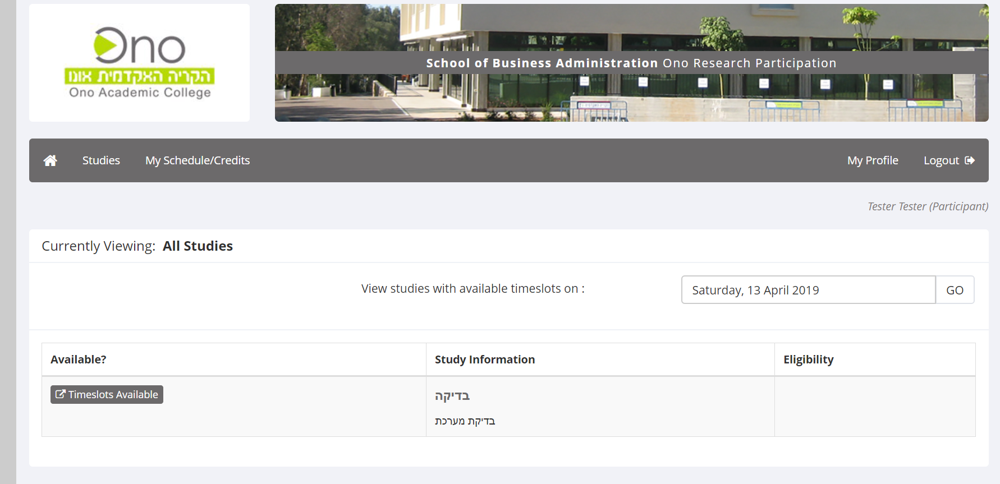 Ono
הקריה האקדמית אונו
Ono Academic College
School of Business Administration Ono Research Participation
Studies
My Schedule/Credits
My Profile
Logout
Tester Tester (Participant)
Currently Viewing: All Studies
View studies with available timeslots on :
Saturday, 13 April 2019
GO
Available?
Study Information
Eligibility
Timeslots Available
בדיקה
בדיקת מערכת